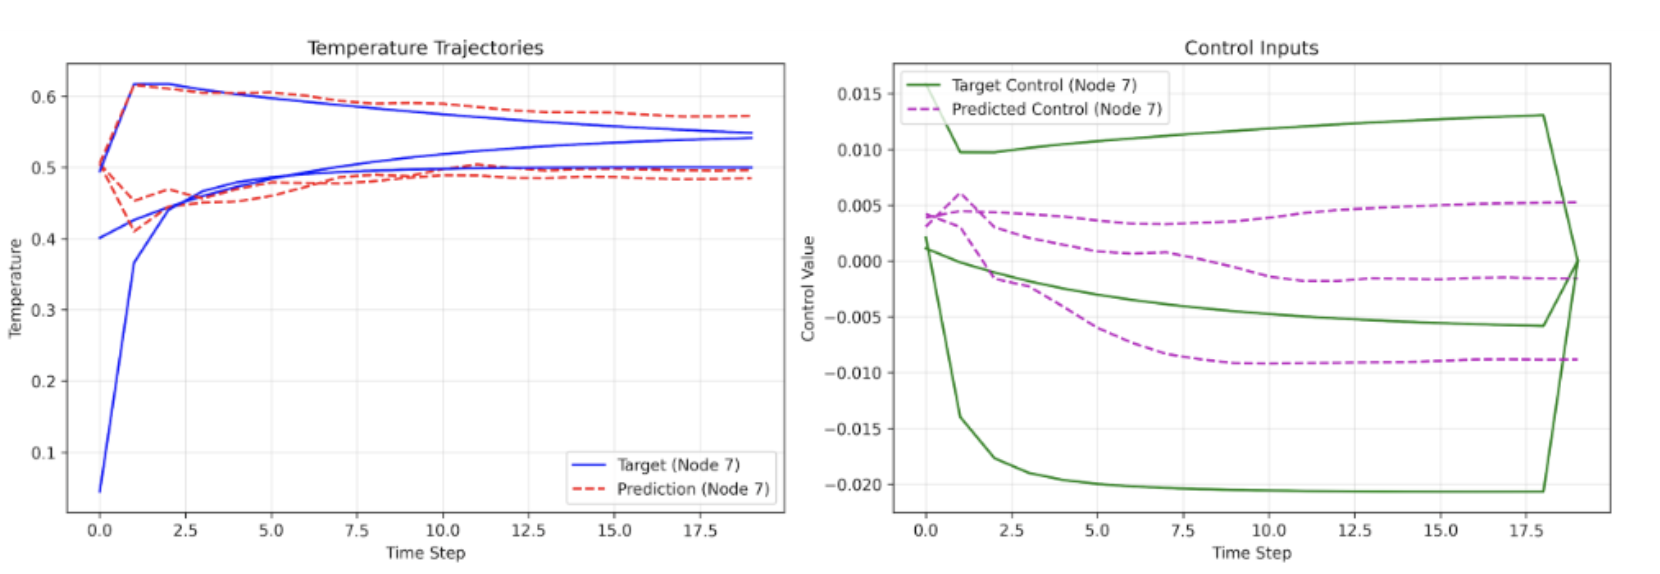 Temperature Trajectories
Temperature
0.6
0.5
0.4
0.3
0.2
0.1
0.0 2.5 5.0 7.5 10.0 12.5 15.0 17.5
Time Step
Target (Node 7)
Prediction (Node 7)
Control Inputs
Control Value
0.015
0.010
0.005
0.000
−0.005
−0.010
−0.015
−0.020
0.0 2.5 5.0 7.5 10.0 12.5 15.0 17.5
Time Step
Target Control (Node 7)
Predicted Control (Node 7)